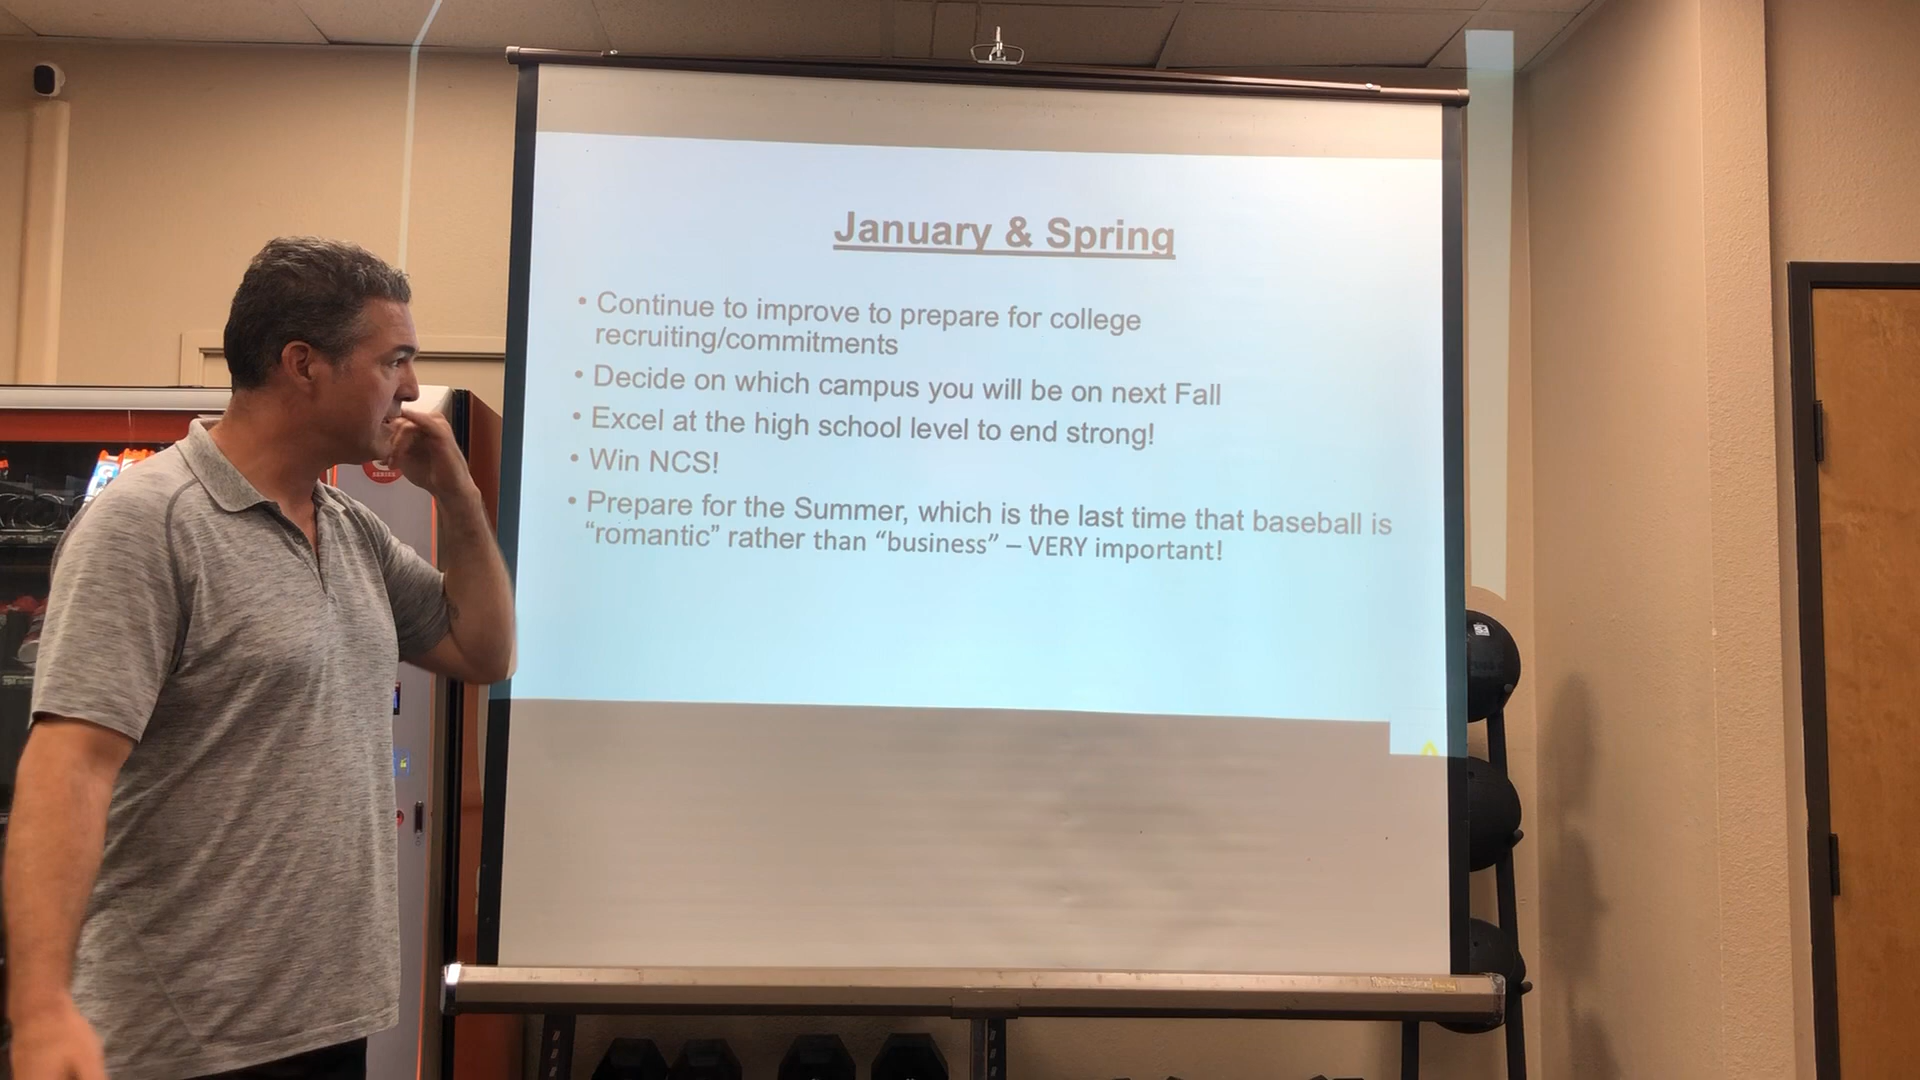 January & Spring
• Continue to improve to prepare for college
recruiting/commitments
• Decide on which campus you will be on next Fall
• Excel at the high school level to end strong!
• Win NCS!
• Prepare for the Summer, which is the last time that baseball is
“romantic” rather than “business” – VERY important!
SERIES